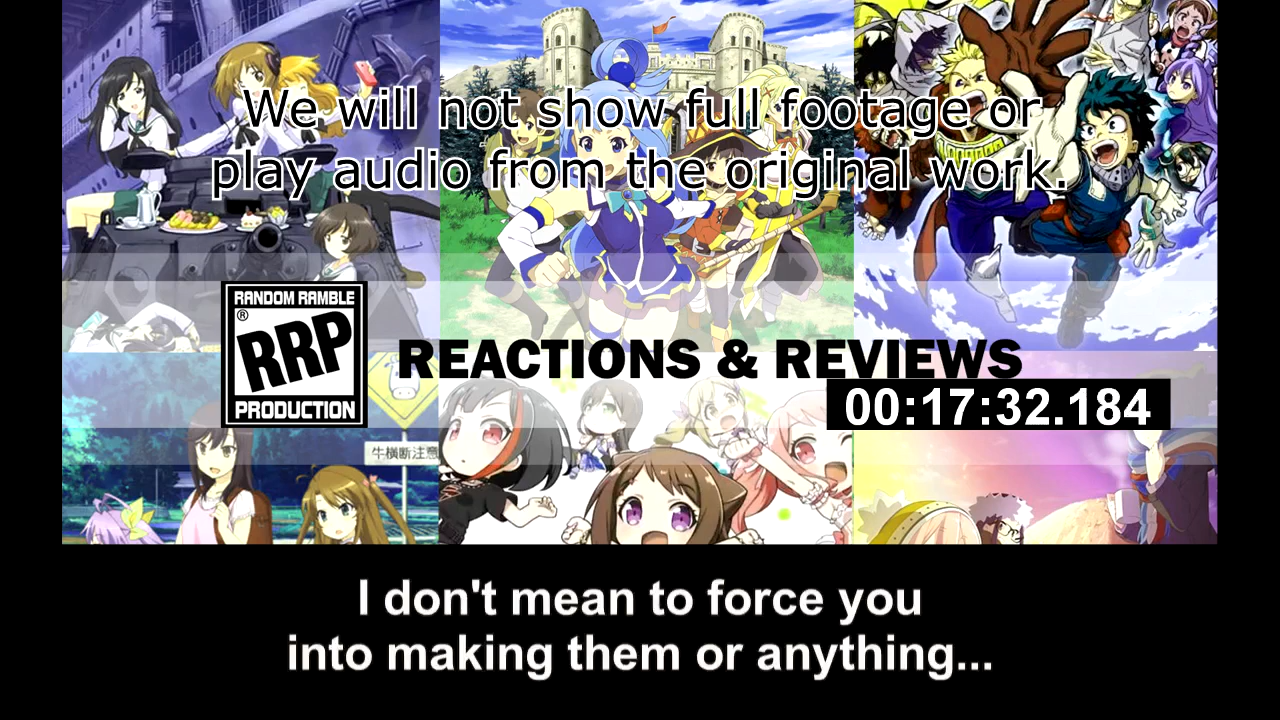 We will not show full footage or
play audio from the original work.
RANDOM RAMBLE
®
RRP
PRODUCTION
REACTIONS & REVIEWS
00:17:32.184
牛横断注意
I don't mean to force you
into making them or anything...